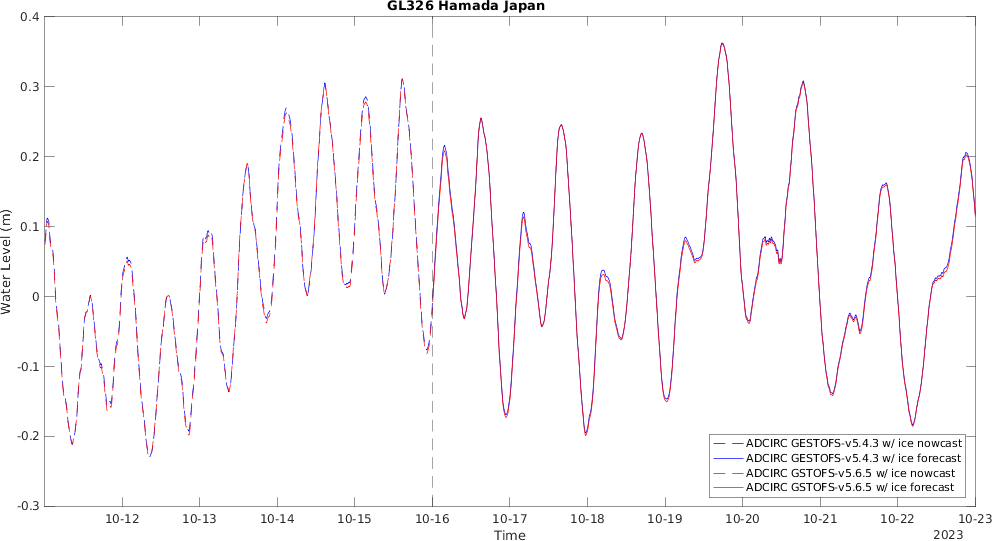 GL326 Hamada Japan
0.4
0.3
0.2
0.1
0
-0.1
-0.2
-0.3
Water Level (m)
ADCIRC GESTOFS-v5.4.3 w/ ice nowcast
ADCIRC GESTOFS-v5.4.3 w/ ice forecast
ADCIRC GSTOFS-v5.6.5 w/ ice nowcast
ADCIRC GSTOFS-v5.6.5 w/ ice forecast
10-12 10-13 10-14 10-15 10-16 10-17 10-18 10-19 10-20 10-21 10-22 10-23
Time
2023